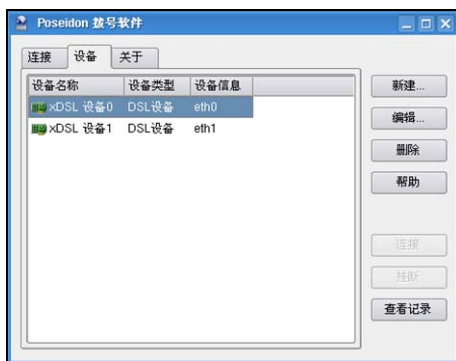 Poseidon 拨号软件
连接 设备 关于
设备名称 设备类型 设备信息
xDSL 设备0 DSL设备 eth0
xDSL 设备1 DSL设备 eth1
新建...
编辑...
删除
帮助
连接
挂断
查看记录